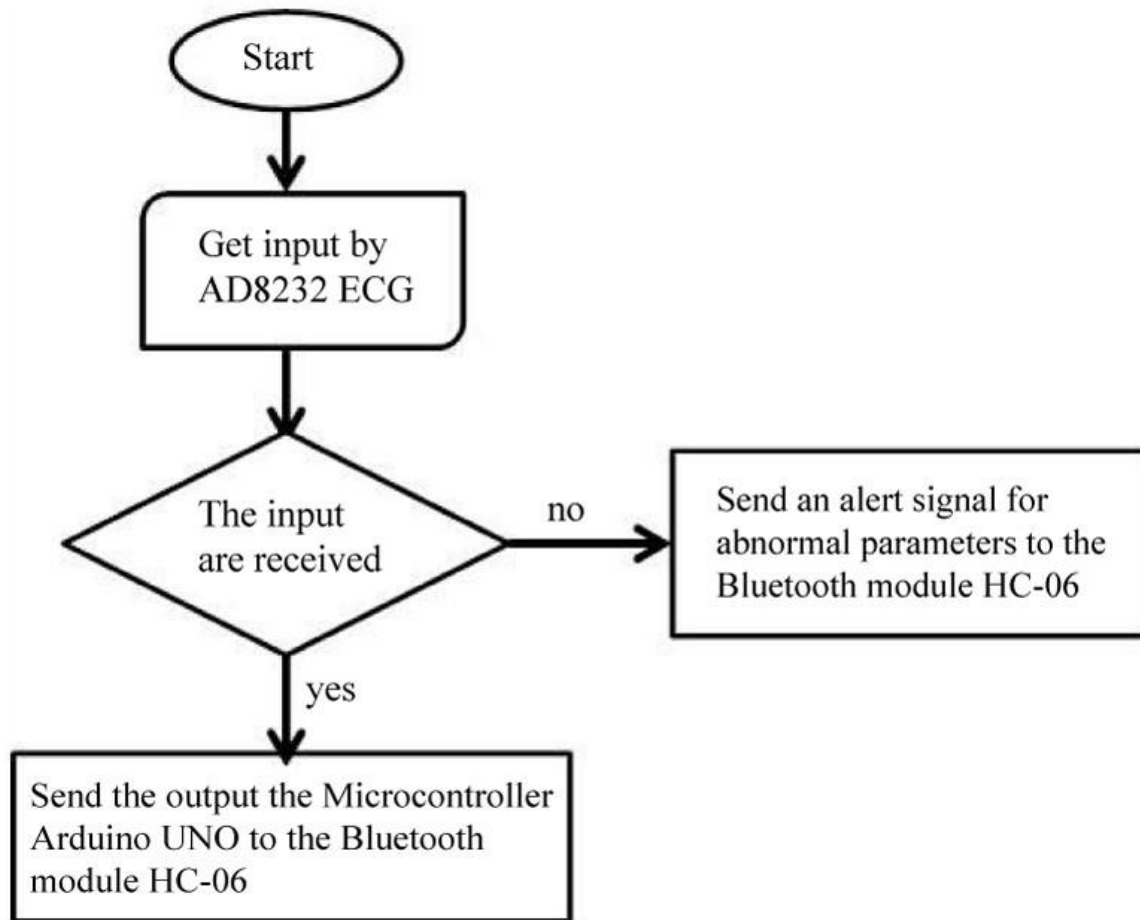 Start
Get input by
AD8232 ECG
The input
are received
no
Send an alert signal for
abnormal parameters to the
Bluetooth module HC-06
yes
Send the output the Microcontroller
Arduino UNO to the Bluetooth
module HC-06